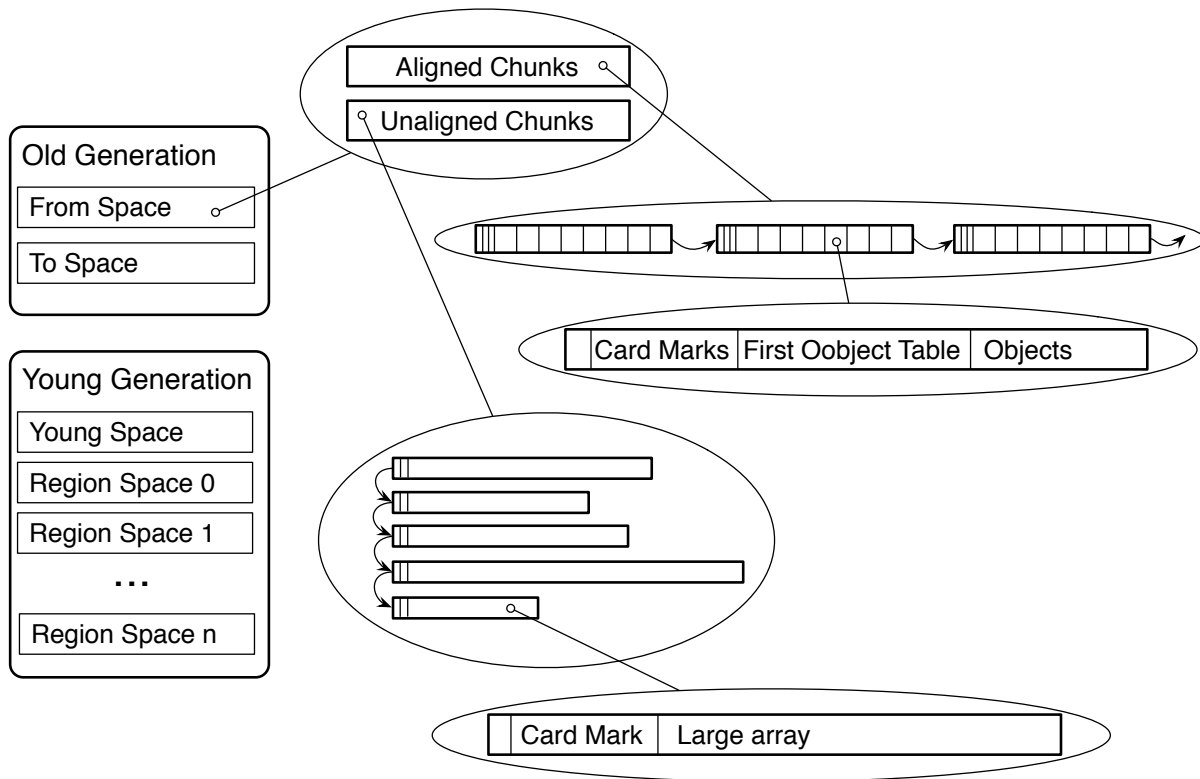 Aligned Chunks
Unaligned Chunks
Old Generation
From Space
To Space
Card Marks First Oobject Table Objects
Young Generation
Young Space
Region Space 0
Region Space 1
...
Region Space n
Card Mark Large array